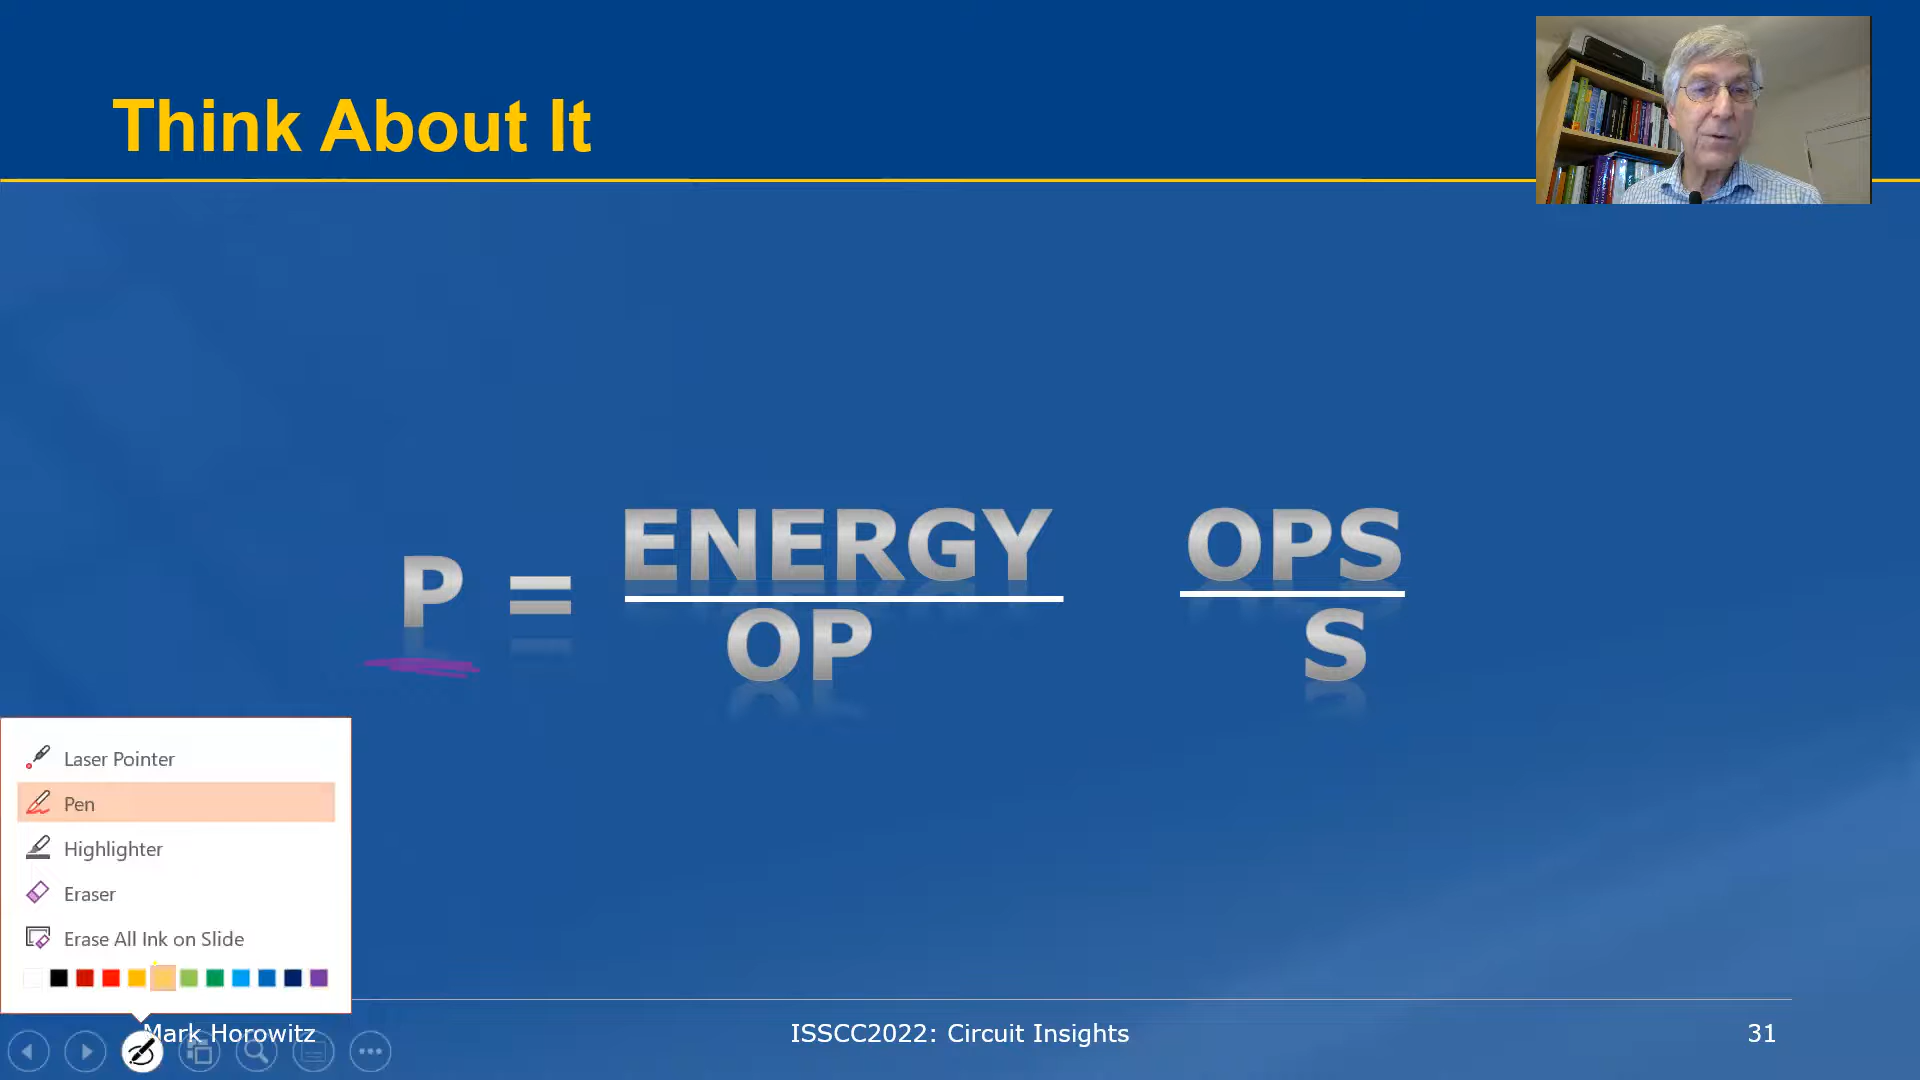 Think About It
P = ENERGY OPS
OP S
Laser Pointer
Pen
Highlighter
Eraser
Erase All Ink on Slide
Mark Horowitz
ISSCC2022: Circuit Insights
31